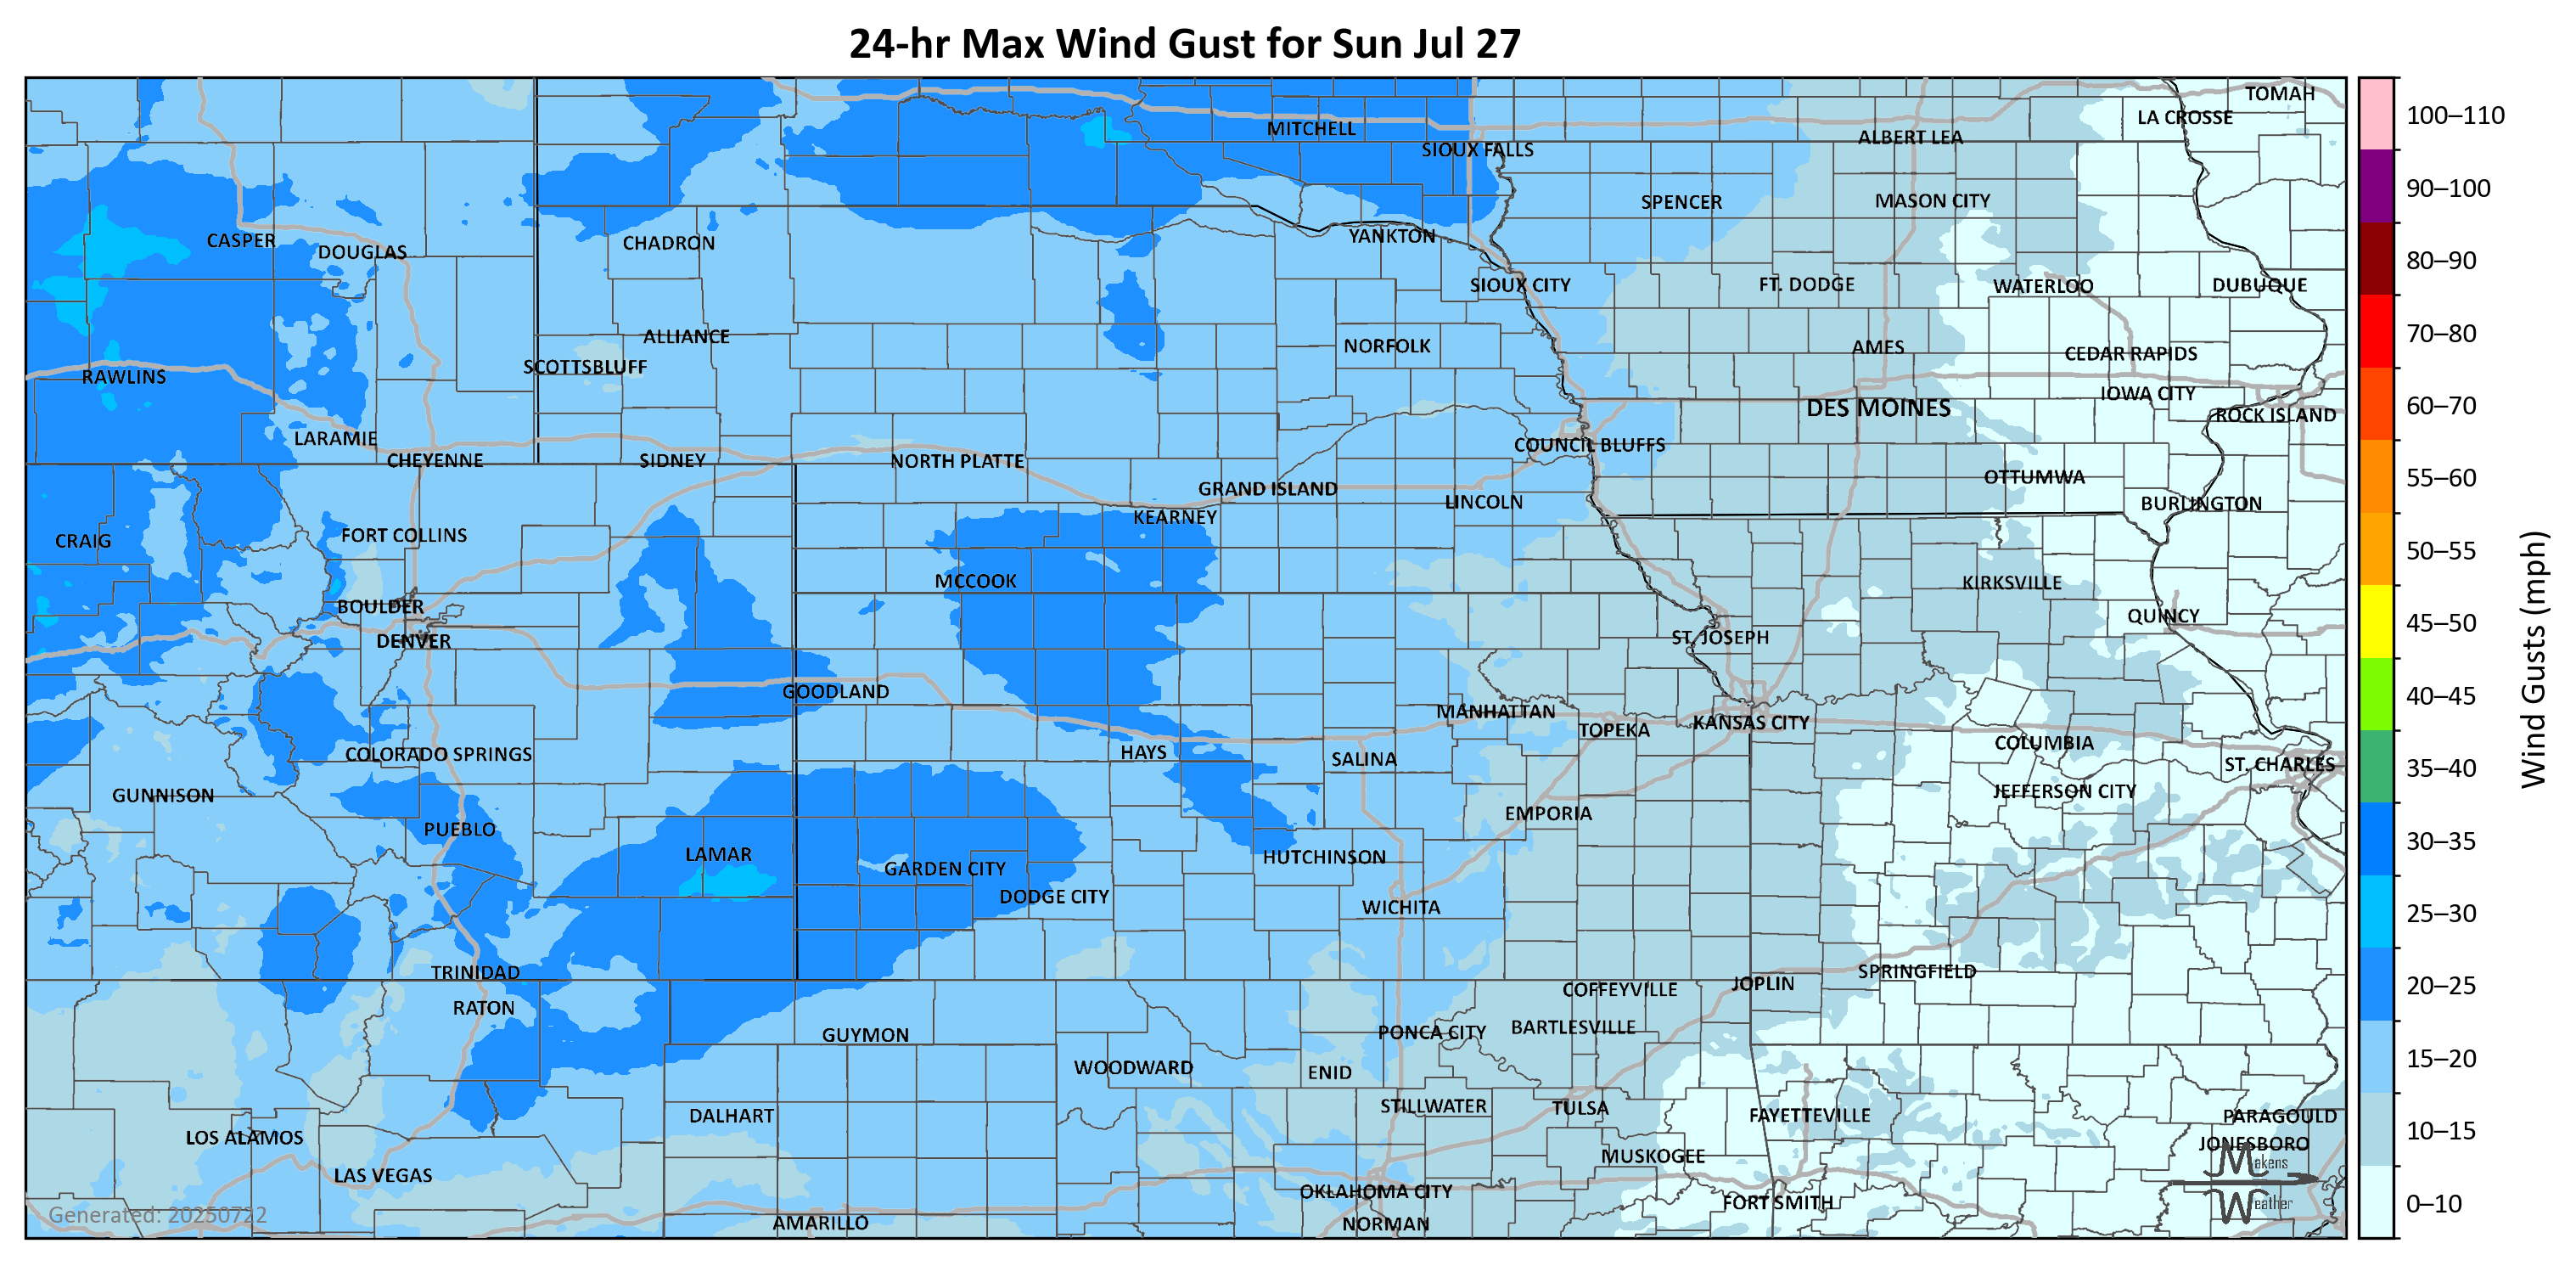 24-hr Max Wind Gust for Sun Jul 27
TOMAH
LA CROSSE
MITCHELL
ALBERT LEA
SIOUX FALLS
SPENCER
MASON CITY
CASPER
DOUGLAS
CHADRON
YANKTON
SIOUX CITY
FT. DODGE
WATERLOO
DUBUQUE
ALLIANCE
NORFOLK
AMES
CEDAR RAPIDS
SCOTTSBLUFF
RAWLINS
IOWA CITY
DES MOINES
ROCK ISLAND
LARAMIE
COUNCIL BLUFFS
CHEYENNE
SIDNEY
NORTH PLATTE
OTTUMWA
GRAND ISLAND
LINCOLN
BURLINGTON
KEARNEY
FORT COLLINS
CRAIG
MCCOOK
KIRKSVILLE
BOULDER
QUINCY
DENVER
ST. JOSEPH
GOODLAND
MANHATTAN
TOPEKA
KANSAS CITY
COLUMBIA
COLORADO SPRINGS
HAYS
SALINA
ST. CHARLES
GUNNISON
JEFFERSON CITY
EMPORIA
PUEBLO
LAMAR
HUTCHINSON
GARDEN CITY
DODGE CITY
WICHITA
TRINIDAD
SPRINGFIELD
JOPLIN
COFFEYVILLE
RATON
BARTLESVILLE
PONCA CITY
GUYMON
WOODWARD
ENID
STILLWATER
TULSA
DALHART
FAYETTEVILLE
PARAGOULD
LOS ALAMOS
JONESBORO
MUSKOGEE
LAS VEGAS
OKLAHOMA CITY
FORT SMITH
AMARILLO
NORMAN
Generated: 20250722
Makens
Weather
100–110
90–100
80–90
70–80
60–70
55–60
50–55
45–50
40–45
35–40
30–35
25–30
20–25
15–20
10–15
0–10
Wind Gusts (mph)